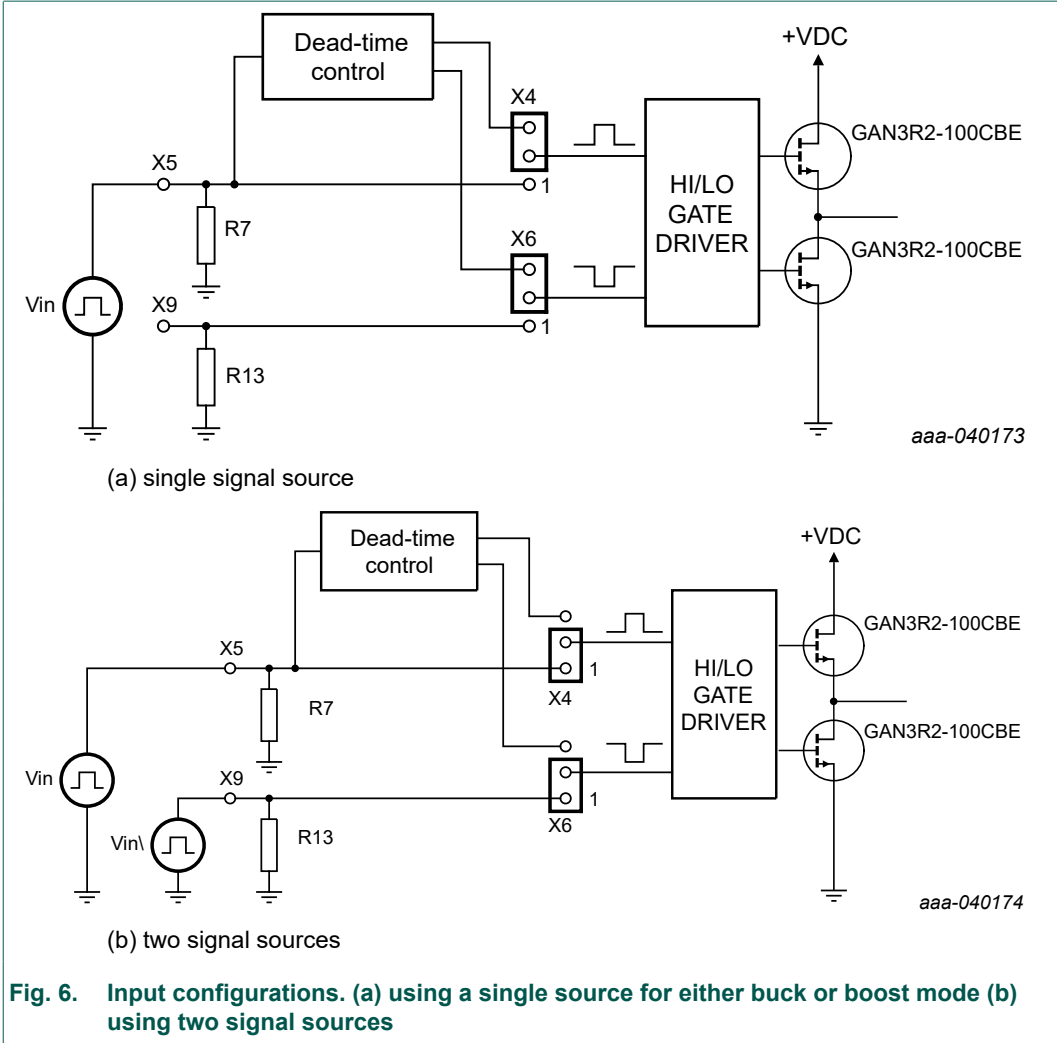 Dead-time
control
+VDC
X4
GAN3R2-100CBE
X5
1
HI/LO
GATE
DRIVER
R7
X6
GAN3R2-100CBE
Vin
X9
1
R13
aaa-040173
(a) single signal source
Dead-time
control
+VDC
GAN3R2-100CBE
X5
1
HI/LO
GATE
DRIVER
X4
R7
GAN3R2-100CBE
Vin
X9
1
X6
Vin\
R13
aaa-040174
(b) two signal sources
Fig. 6. Input configurations. (a) using a single source for either buck or boost mode (b)
using two signal sources